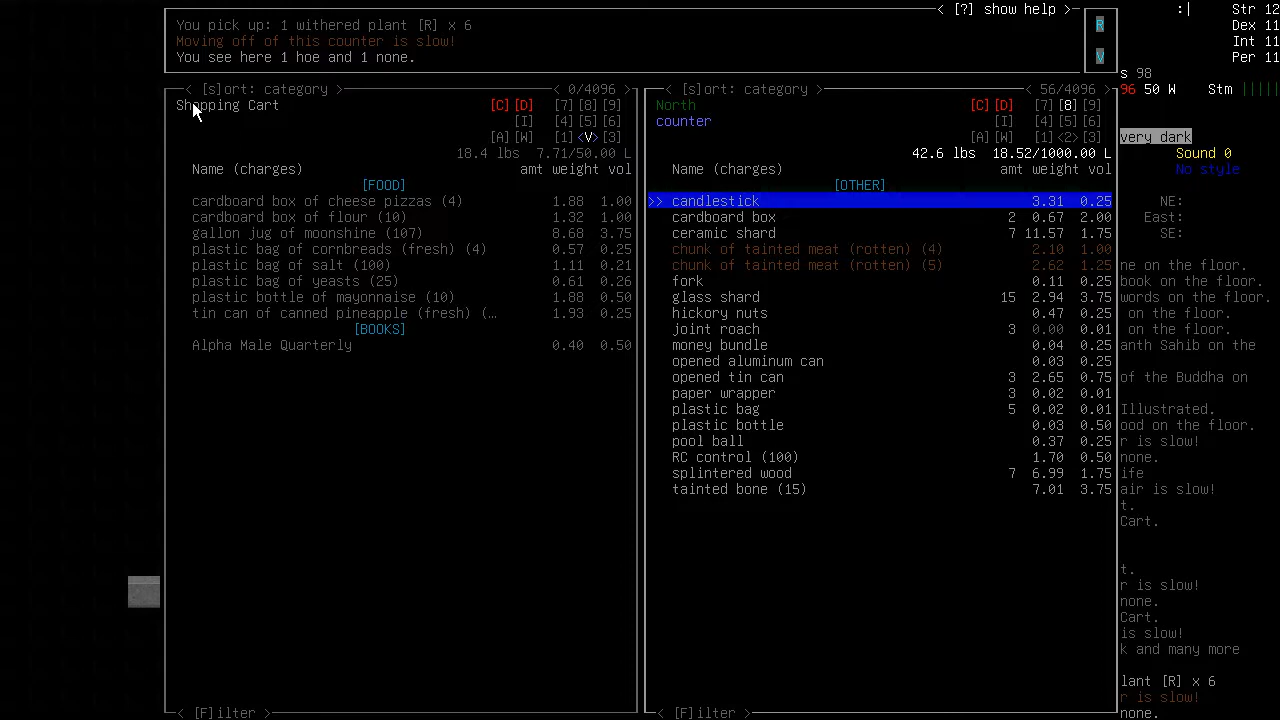 < [?] show help >
You pick up: 1 withered plant [R] x 6
Moving off of this counter is slow!
You see here 1 hoe and 1 none.
R
V
:|
Str 12
Dex 11
Int 11
Per 11
s 98
96 50 W Stm |||||
very dark
Sound 0
No style
NE:
East:
SE:
< [s]ort: category > < 0/4096 >
Shopping Cart [C] [D] [7] [8] [9]
[I] [4] [5] [6]
[A] [W] [1] <V> [3]
18.4 lbs 7.71/50.00 L
Name (charges) amt weight vol
[FOOD]
cardboard box of cheese pizzas (4) 1.88 1.00
cardboard box of flour (10) 1.32 1.00
gallon jug of moonshine (107) 8.68 3.75
plastic bag of cornbreads (fresh) (4) 0.57 0.25
plastic bag of salt (100) 1.11 0.21
plastic bag of yeasts (25) 0.61 0.26
plastic bottle of mayonnaise (10) 1.88 0.50
tin can of canned pineapple (fresh) (… 1.93 0.25
[BOOKS]
Alpha Male Quarterly 0.40 0.50
< [F]ilter >
< [s]ort: category > < 56/4096 >
North [C] [D] [7] [8] [9]
counter [I] [4] [5] [6]
[A] [W] [1] <2> [3]
42.6 lbs 18.52/1000.00 L
Name (charges) amt weight vol
[OTHER]
>> candlestick 3.31 0.25
cardboard box 2 0.67 2.00
ceramic shard 7 11.57 1.75
chunk of tainted meat (rotten) (4) 2.10 1.00
chunk of tainted meat (rotten) (5) 2.62 1.25
fork 0.11 0.25
glass shard 15 2.94 3.75
hickory nuts 0.47 0.25
joint roach 3 0.00 0.01
money bundle 0.04 0.25
opened aluminum can 0.03 0.25
opened tin can 3 2.65 0.75
paper wrapper 3 0.02 0.01
plastic bag 5 0.02 0.01
plastic bottle 0.03 0.50
pool ball 0.37 0.25
RC control (100) 1.70 0.50
splintered wood 7 6.99 1.75
tainted bone (15) 7.01 3.75
< [F]ilter >
ne on the floor.
book on the floor.
words on the floor.
on the floor.
on the floor.
anth Sahib on the
of the Buddha on
Illustrated.
ood on the floor.
r is slow!
none.
ife
air is slow!
t.
Cart.
t.
r is slow!
none.
Cart.
is slow!
k and many more
lant [R] x 6
r is slow!
none.